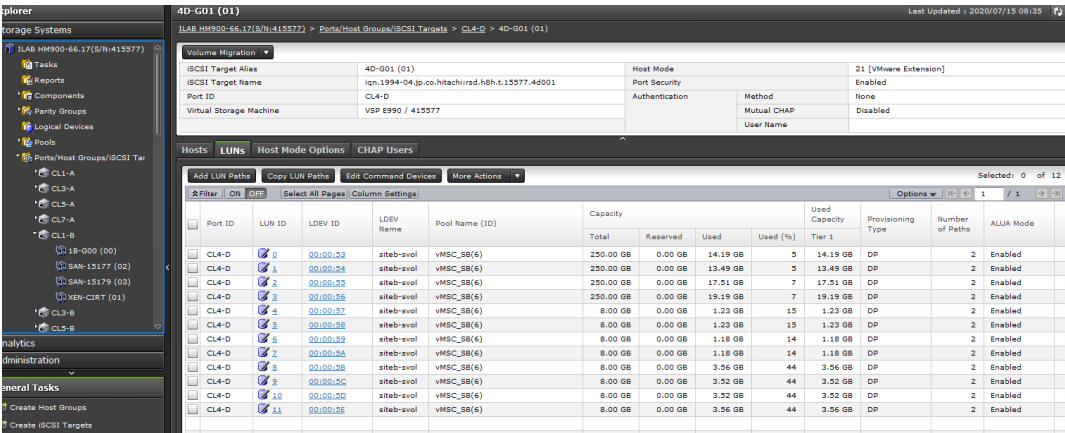 xplorer
torage Systems
ILAB HM900-66.17(S/N:415577)
Tasks
Reports
Components
Parity Groups
Logical Devices
Pools
Ports/Host Groups/iSCSI Tar
CL1-A
CL3-A
CL5-A
CL7-A
CL1-B
1B-G00 (00)
SAN-15177 (02)
SAN-15179 (03)
XEN-CIRT (01)
CL3-B
CL5-B
nalytics
dministration
eneral Tasks
Create Host Groups
Create iSCSI Targets
4D-G01 (01) Last Updated : 2020/07/15 08:35
ILAB HM900-66.17(S/N:415577) > Ports/Host Groups/iSCSI Targets > CL4-D > 4D-G01 (01)
Volume Migration
iSCSI Target Alias 4D-G01 (01) Host Mode 21 [VMware Extension]
iSCSI Target Name iqn.1994-04.jp.co.hitachi:rsd.h8h.t.15577.4d001 Port Security Enabled
Port ID CL4-D Authentication Method None
Virtual Storage Machine VSP E990 / 415577 Mutual CHAP Disabled
User Name
Hosts LUNs Host Mode Options CHAP Users
Add LUN Paths Copy LUN Paths Edit Command Devices More Actions Selected: 0 of 12
Filter ON OFF Select All Pages Column Settings Options 1 / 1
Port ID LUN ID LDEV ID LDEV Name Pool Name (ID) Capacity Used Capacity Provisioning Type Number of Paths ALUA Mode
Total Reserved Used Used (%) Tier 1
CL4-D 0 00:00:53 siteb-svol vMSC_SB(6) 250.00 GB 0.00 GB 14.19 GB 5 14.19 GB DP 2 Enabled
CL4-D 1 00:00:54 siteb-svol vMSC_SB(6) 250.00 GB 0.00 GB 13.49 GB 5 13.49 GB DP 2 Enabled
CL4-D 2 00:00:55 siteb-svol vMSC_SB(6) 250.00 GB 0.00 GB 17.51 GB 7 17.51 GB DP 2 Enabled
CL4-D 3 00:00:56 siteb-svol vMSC_SB(6) 250.00 GB 0.00 GB 19.19 GB 7 19.19 GB DP 2 Enabled
CL4-D 4 00:00:57 siteb-svol vMSC_SB(6) 8.00 GB 0.00 GB 1.23 GB 15 1.23 GB DP 2 Enabled
CL4-D 5 00:00:58 siteb-svol vMSC_SB(6) 8.00 GB 0.00 GB 1.23 GB 15 1.23 GB DP 2 Enabled
CL4-D 6 00:00:59 siteb-svol vMSC_SB(6) 8.00 GB 0.00 GB 1.18 GB 14 1.18 GB DP 2 Enabled
CL4-D 7 00:00:5A siteb-svol vMSC_SB(6) 8.00 GB 0.00 GB 1.18 GB 14 1.18 GB DP 2 Enabled
CL4-D 8 00:00:5B siteb-svol vMSC_SB(6) 8.00 GB 0.00 GB 3.56 GB 44 3.56 GB DP 2 Enabled
CL4-D 9 00:00:5C siteb-svol vMSC_SB(6) 8.00 GB 0.00 GB 3.52 GB 44 3.52 GB DP 2 Enabled
CL4-D 10 00:00:5D siteb-svol vMSC_SB(6) 8.00 GB 0.00 GB 3.52 GB 44 3.52 GB DP 2 Enabled
CL4-D 11 00:00:5E siteb-svol vMSC_SB(6) 8.00 GB 0.00 GB 3.56 GB 44 3.56 GB DP 2 Enabled